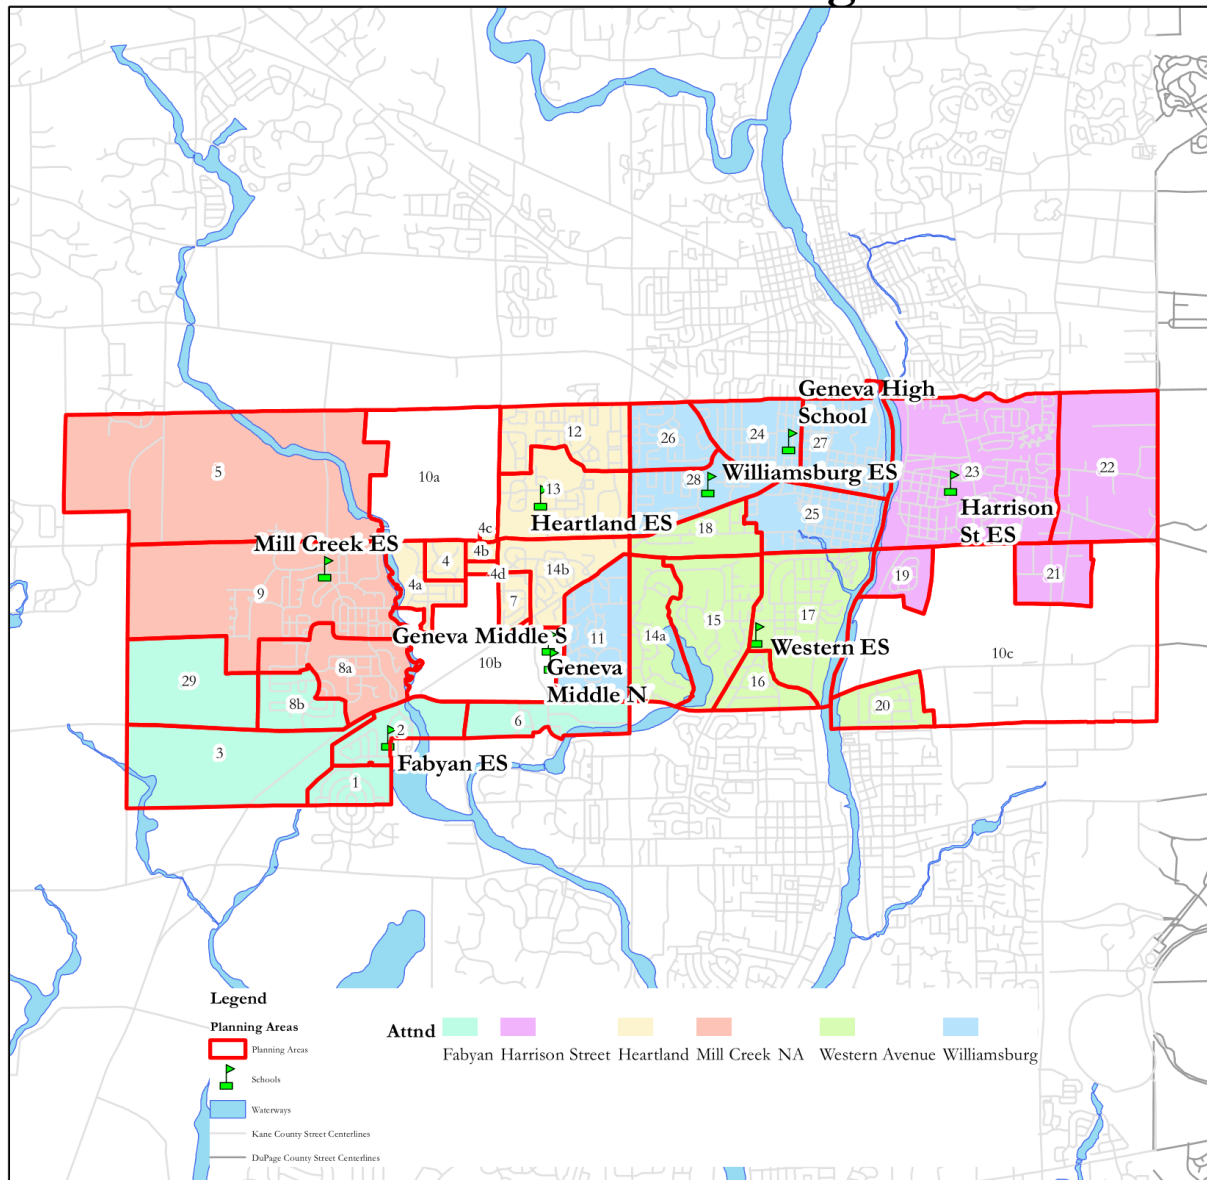 Geneva High
School
12
26
24
27
5
10a
28
Williamsburg ES
23
22
13
Harrison
St ES
Heartland ES
25
4c
18
Mill Creek ES
4b
4
14b
4d
4a
19
21
9
7
17
15
Geneva Middle S
11
14a
Western ES
10b
10c
8a
Geneva
Middle N
29
16
8b
20
6
2
3
Fabyan ES
1
Legend
Planning Areas
Planning Areas
Schools
Waterways
Kane County Street Centerlines
DuPage County Street Centerlines
Attnd
Fabyan Harrison Street Heartland Mill Creek NA Western Avenue Williamsburg